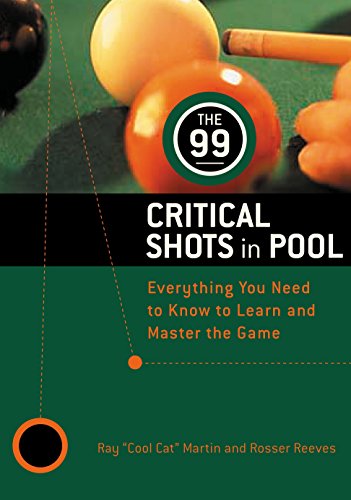 THE
99
CRITICAL
SHOTS in POOL
Everything You Need
to Know to Learn and
Master the Game
Ray “Cool Cat” Martin and Rosser Reeves